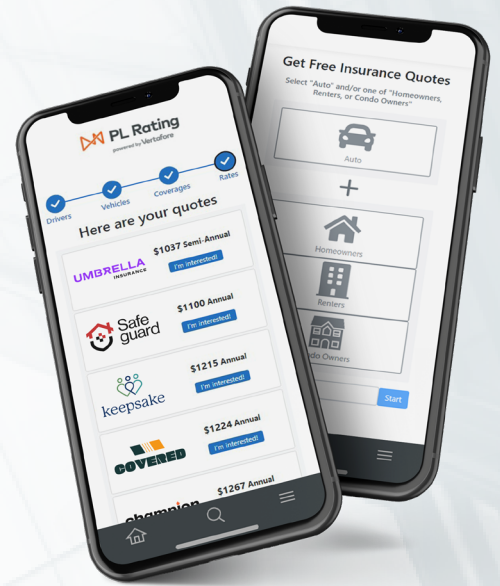 PL Rating
powered by Vertafore
Drivers
Vehicles
Coverages
Rates
Here are your quotes
UMBRELLA
INSURANCE
$1037 Semi-Annual
I'm interested!
Safe
guard
$1100 Annual
I'm interested!
keepsake
$1215 Annual
I'm interested!
COVERED
$1224 Annual
I'm interested!
champion
$1267 Annual
Get Free Insurance Quotes
Select "Auto" and/or one of "Homeowners,
Renters, or Condo Owners"
Auto
+
Homeowners
Renters
ndo Owners
Start